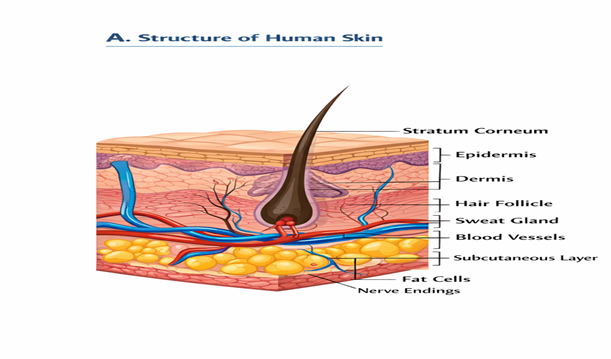 A. Structure of Human Skin
Stratum Corneum
Epidermis
Dermis
Hair Follicle
Sweat Gland
Blood Vessels
Subcutaneous Layer
Fat Cells
Nerve Endings